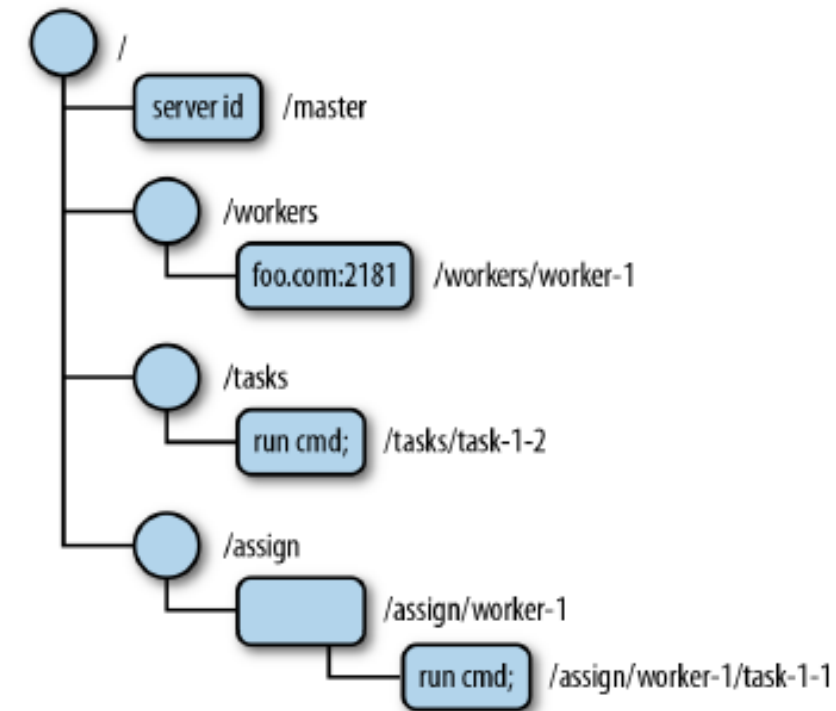 /
server id /master
/workers
foo.com:2181 /workers/worker-1
/tasks
run cmd; /tasks/task-1-2
/assign
/assign/worker-1
run cmd; /assign/worker-1/task-1-1